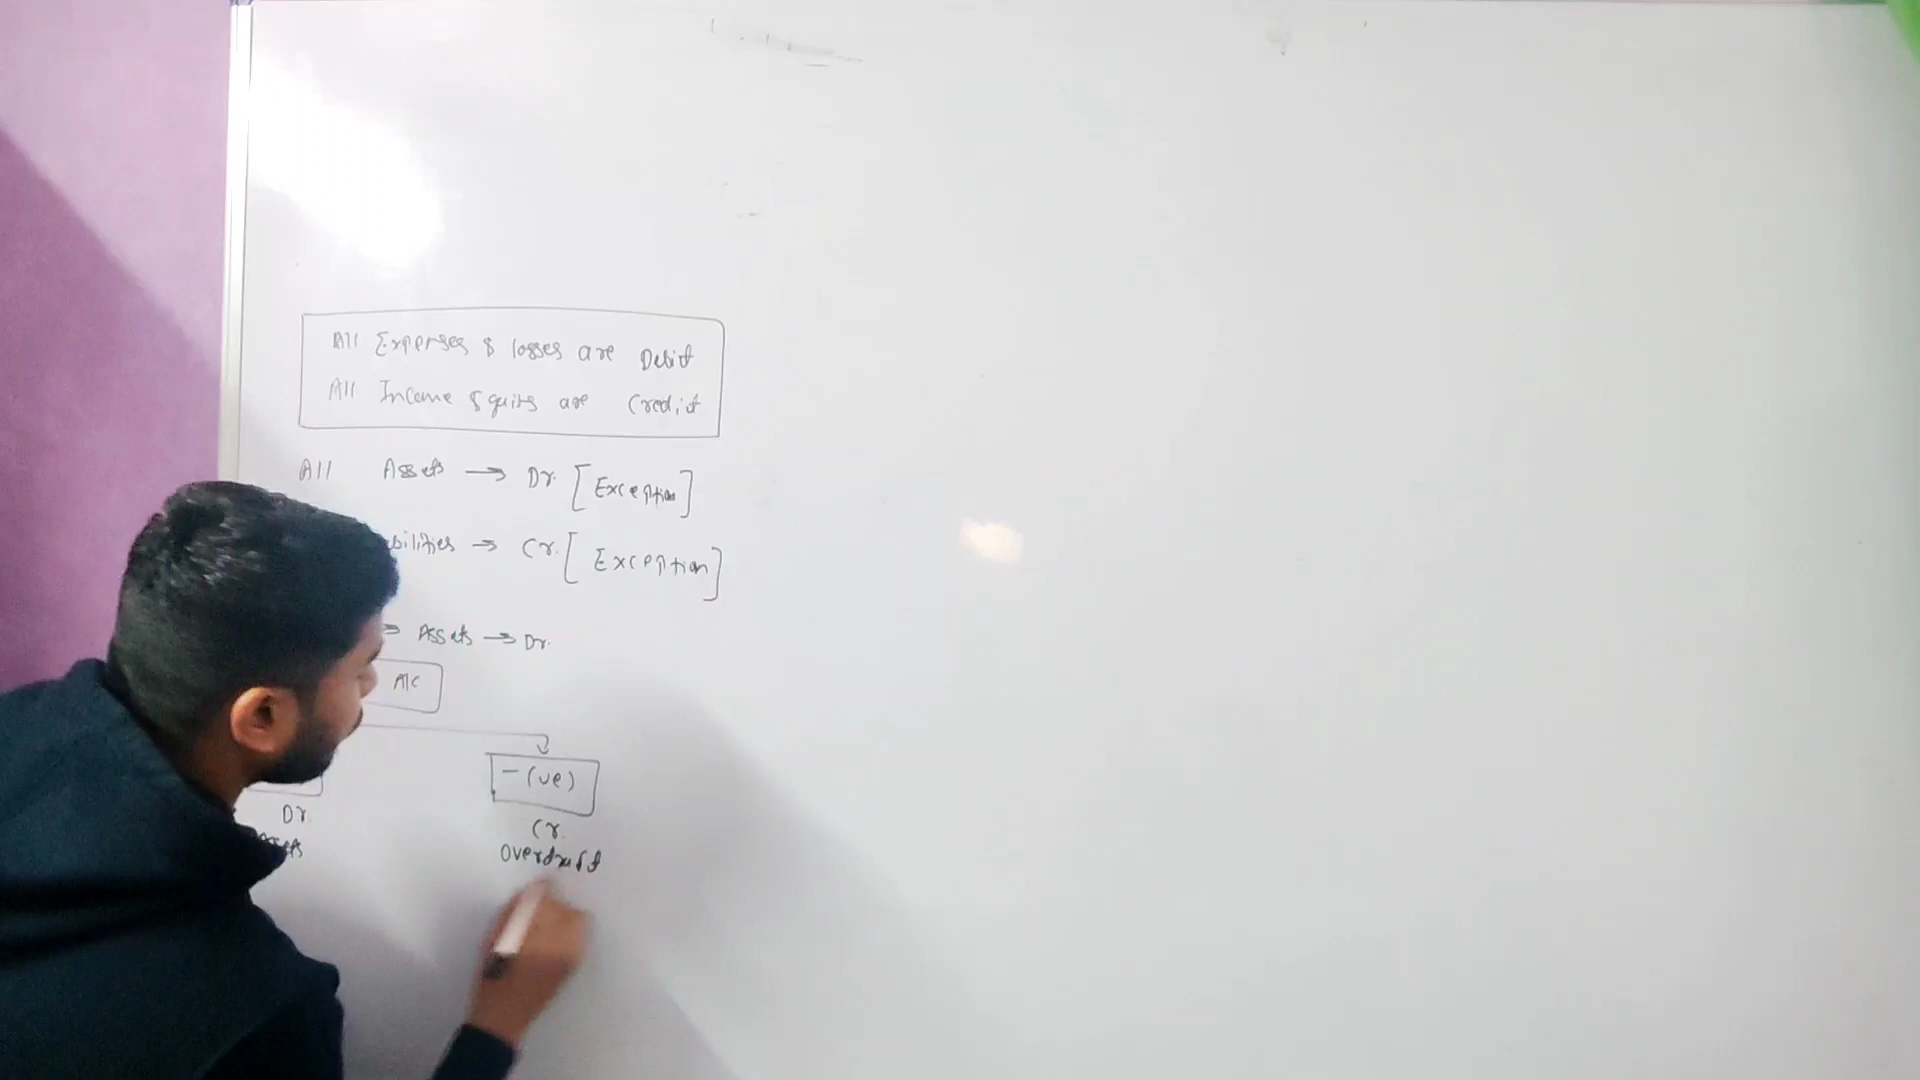 All Expenses & losses are Debit
All Income & gains are Credit
All Assets → Dr. [Exception]
bilities → Cr. [Exception]
→ Assets → Dr.
A/c
-(ve)
Dr.
Cr.
Assets
Overdraft